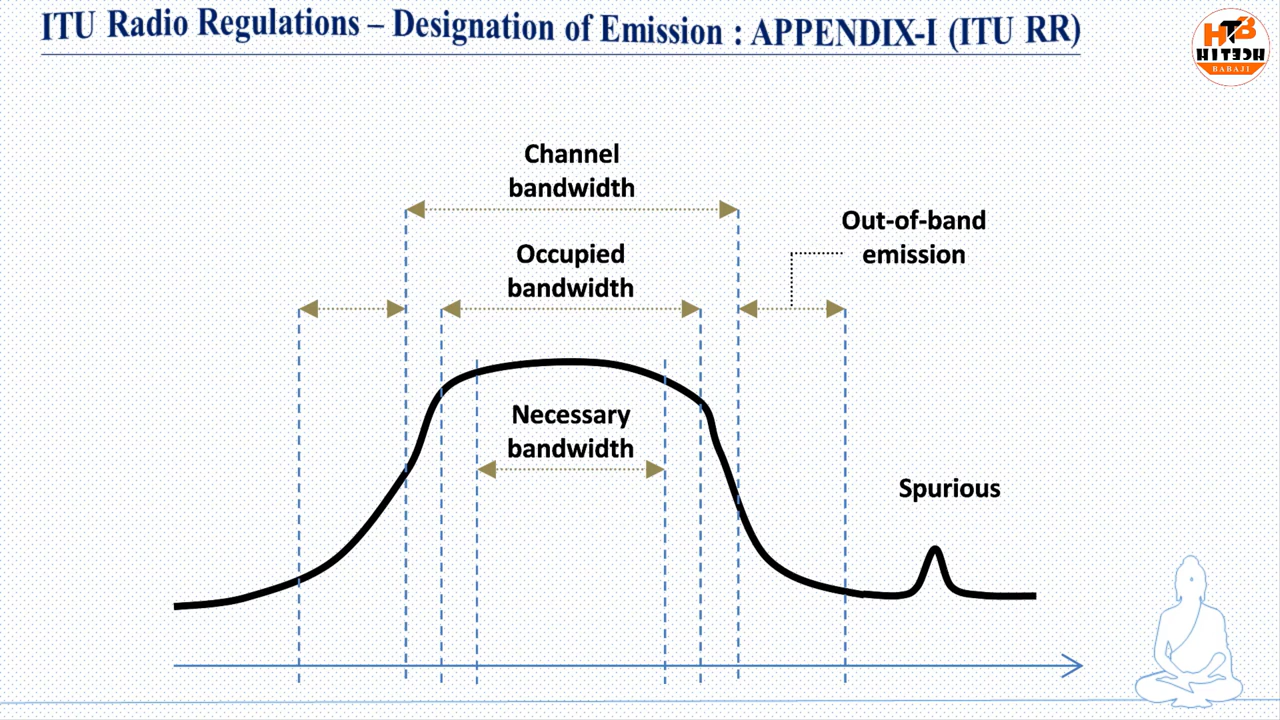 ITU Radio Regulations – Designation of Emission : APPENDIX-I (ITU RR)
HTB
HITECH
BABAJI
Channel
bandwidth
Out-of-band
emission
Occupied
bandwidth
Necessary
bandwidth
Spurious